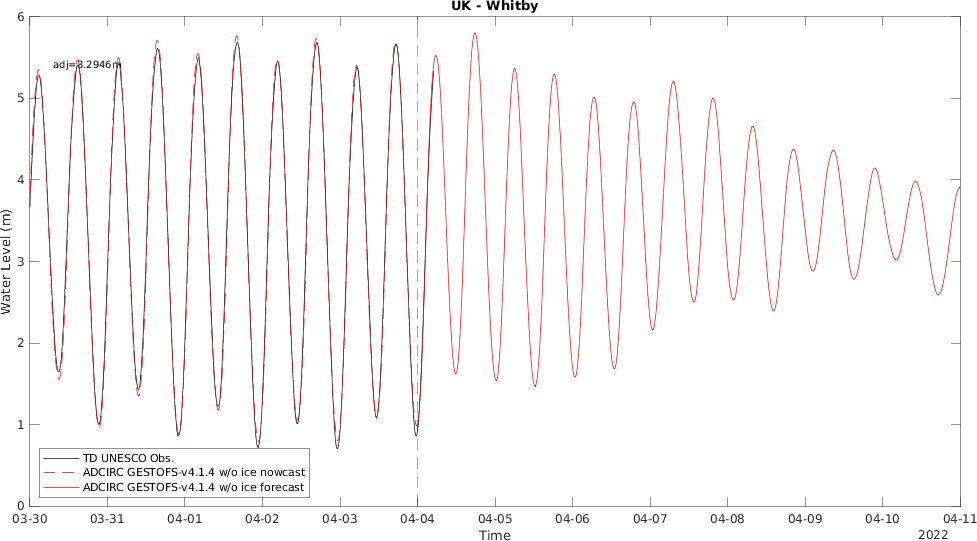 UK - Whitby
6
adj=3.2946m
5
4
3
2
1
0
Water Level (m)
TD UNESCO Obs.
ADCIRC GESTOFS-v4.1.4 w/o ice nowcast
ADCIRC GESTOFS-v4.1.4 w/o ice forecast
03-30 03-31 04-01 04-02 04-03 04-04 04-05 04-06 04-07 04-08 04-09 04-10 04-11
Time
2022